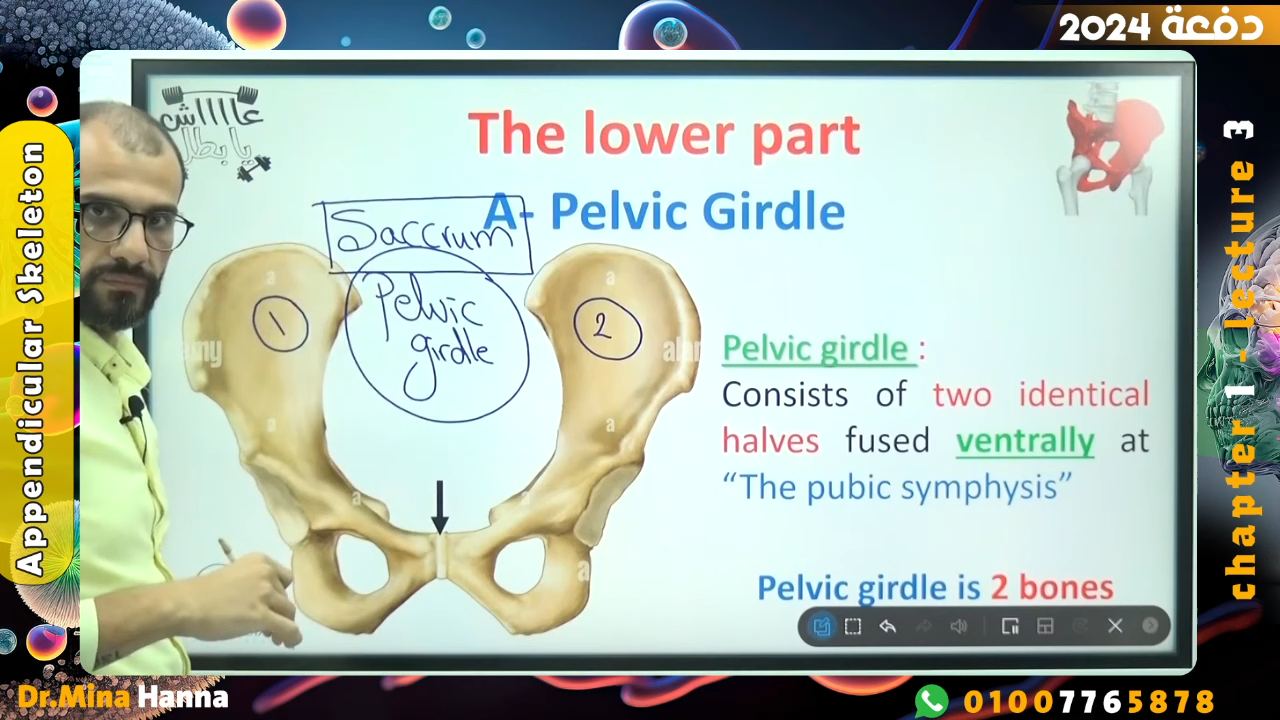 دفعة 2024
عاااااش
يا بطل
The lower part
A- Pelvic Girdle
Saccrum
Pelvic
girdle
1
2
a
a
a
a
a
a
a
Pelvic girdle :
Consists of two identical
halves fused ventrally at
“The pubic symphysis”
Pelvic girdle is 2 bones
Appendicular Skeleton
chapter 1 - lecture 3
Dr.Mina Hanna
01007765878